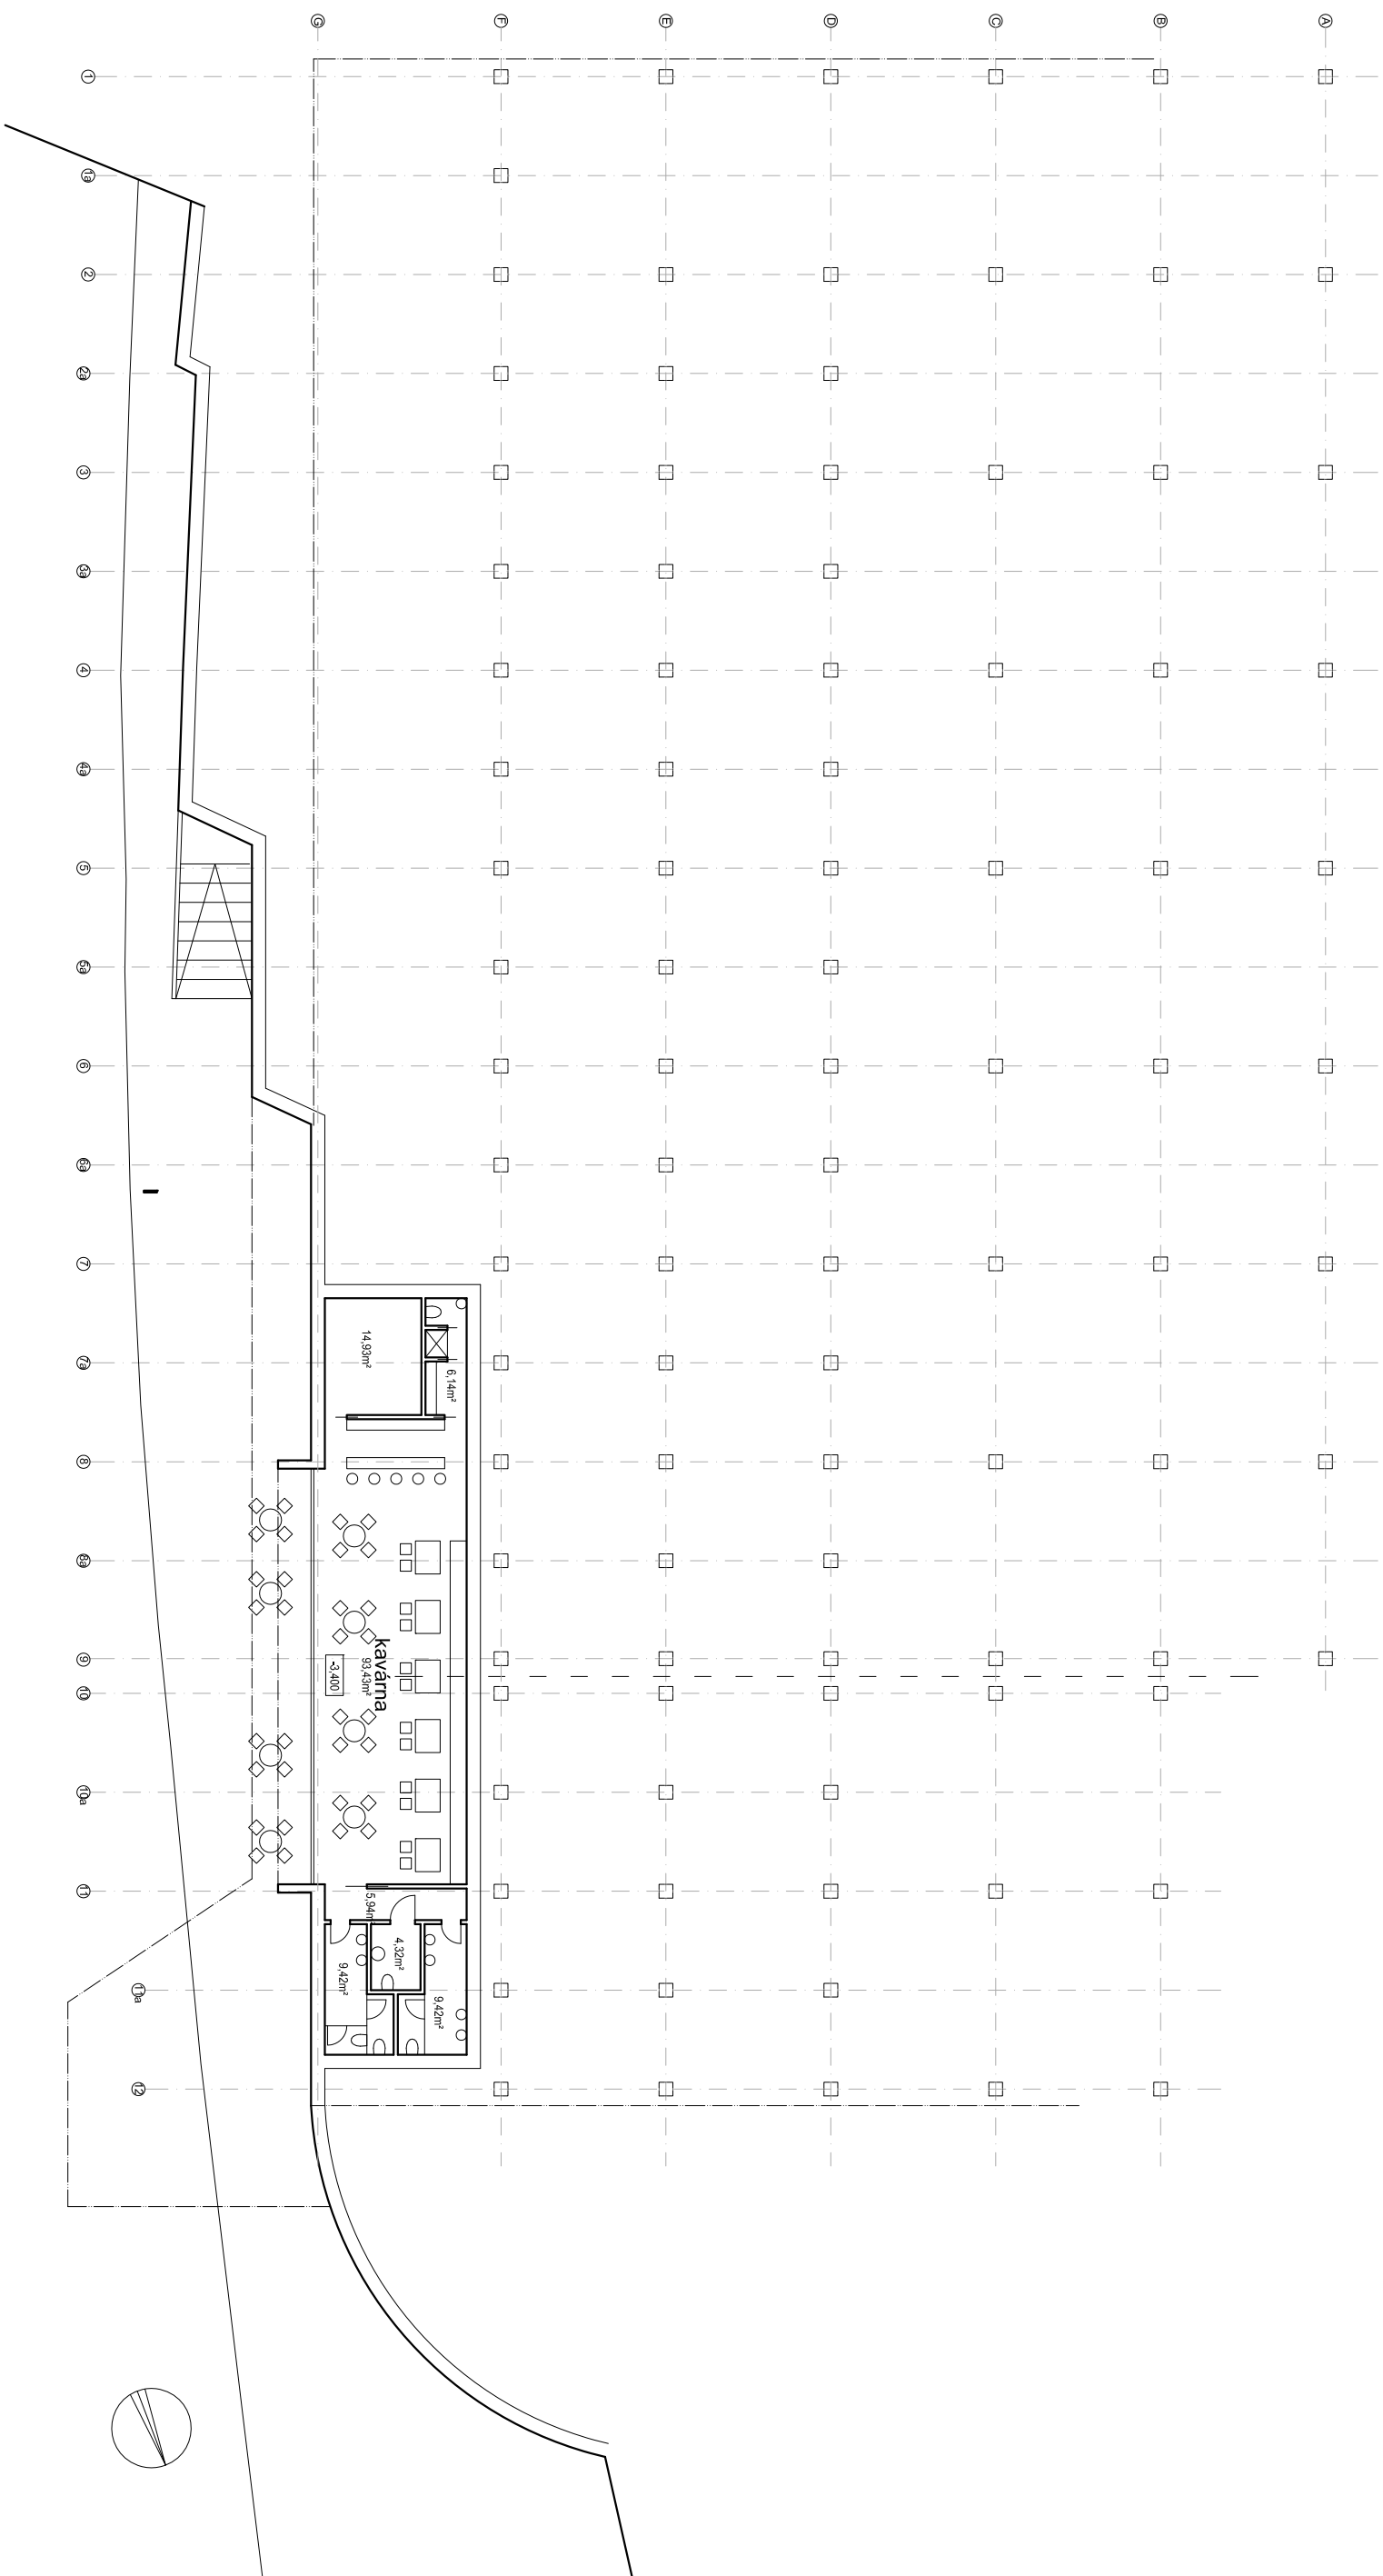 G
F
E
D
C
B
A
1
1a
2
2a
3
3a
4
4a
5
5a
6
6a
7
7a
8
8a
9
10
10a
11
11a
12
14,93m²
6,14m²
kavárna
93,43m²
-3,400
5,94m
4,32m²
9,42m²
9,42m²